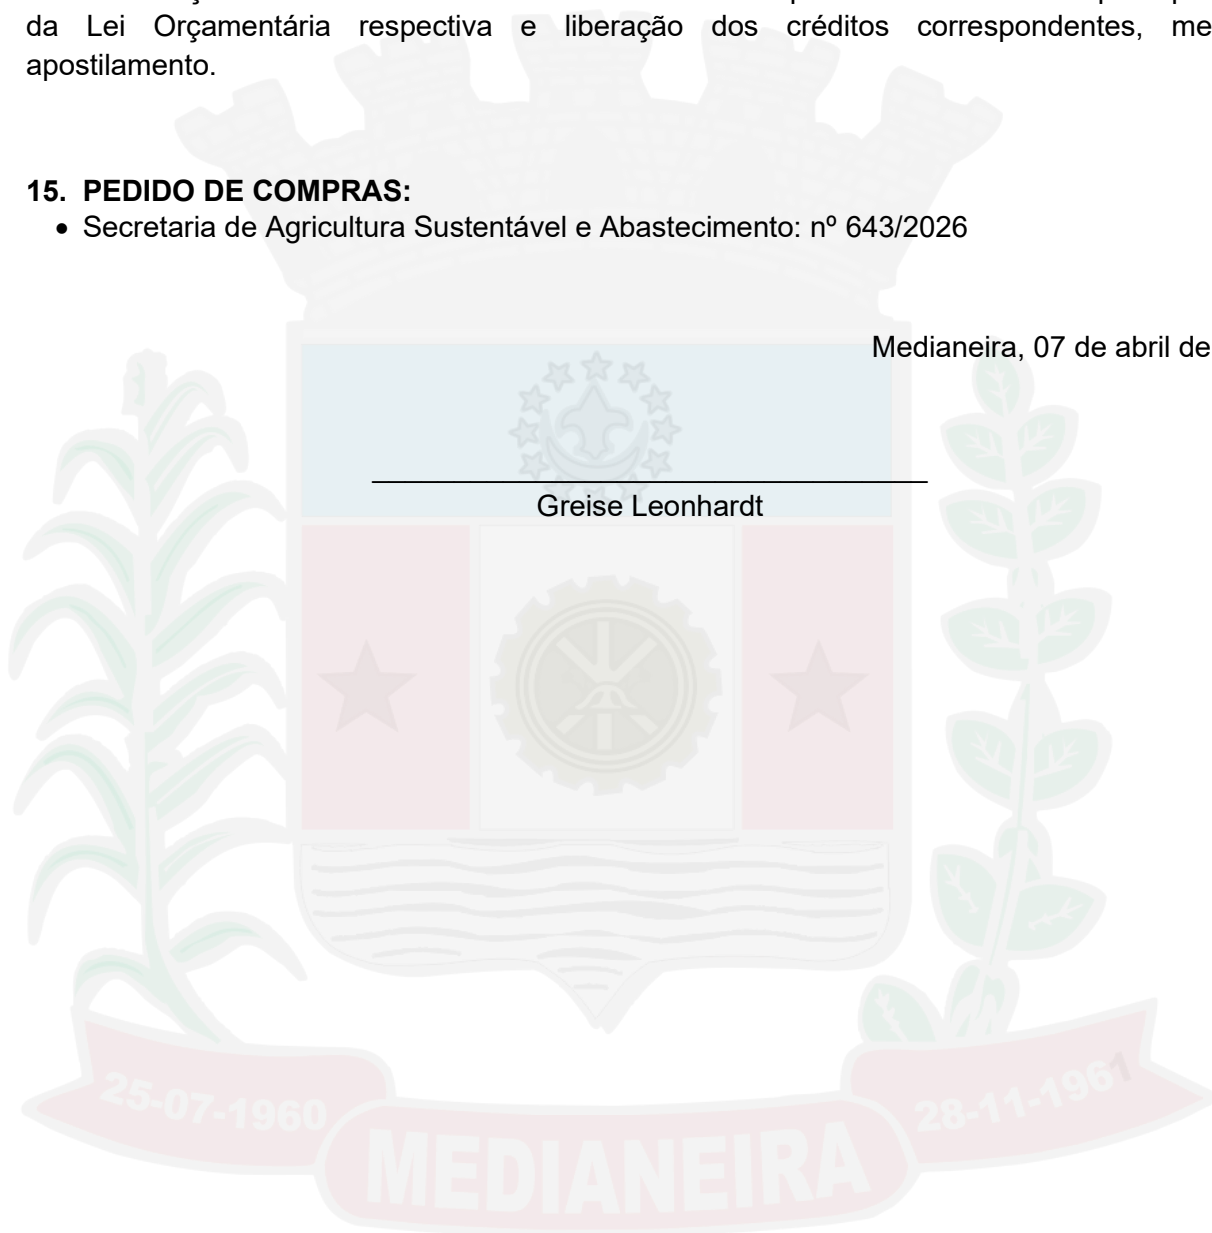 da Lei Orçamentária respectiva e liberação dos créditos correspondentes, me
apostilamento.
15. PEDIDO DE COMPRAS:
• Secretaria de Agricultura Sustentável e Abastecimento: nº 643/2026
Medianeira, 07 de abril de
Greise Leonhardt
25-07-1960
28-11-1961
MEDIANEIRA